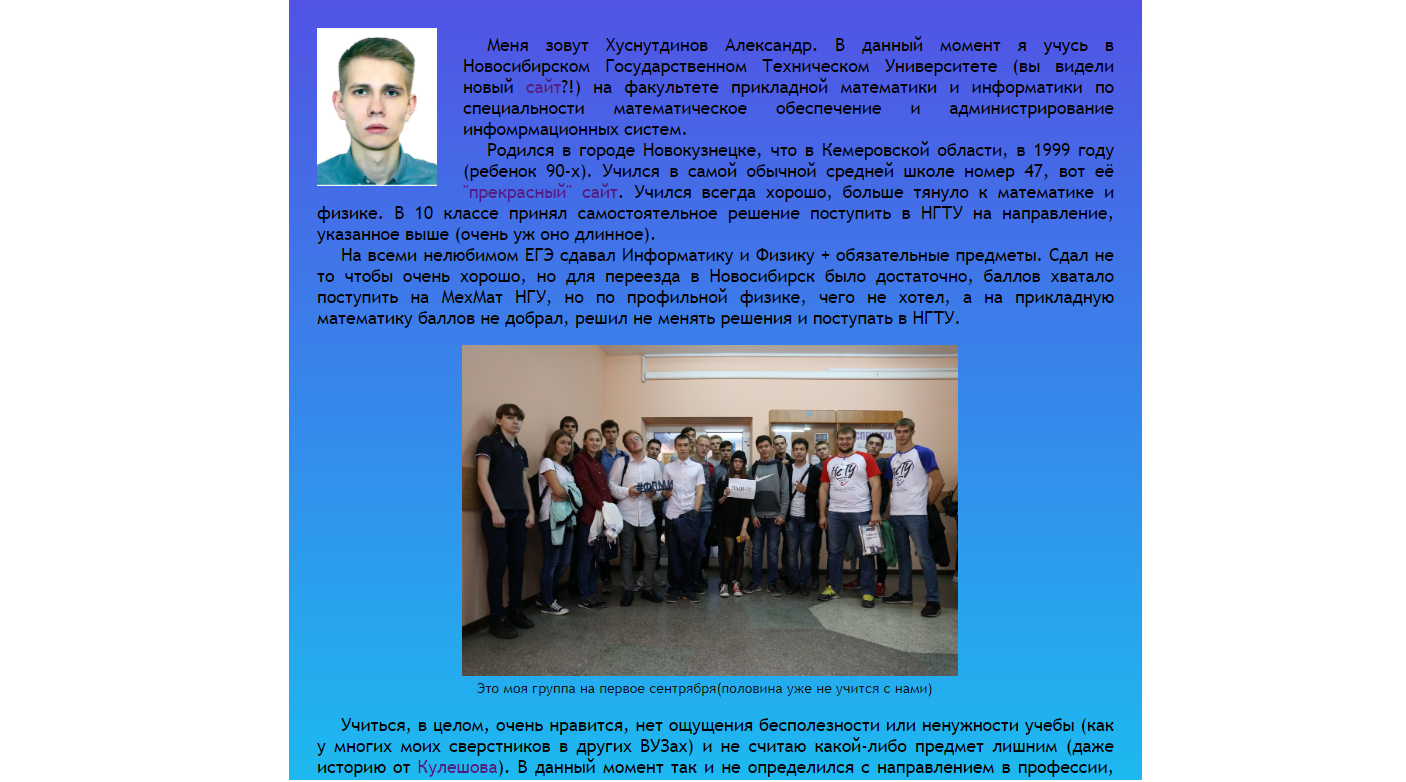 Меня зовут Хуснутдинов Александр. В данный момент я учусь в
Новосибирском Государственном Техническом Университете (вы видели
новый сайт?!) на факультете прикладной математики и информатики по
специальности математическое обеспечение и администрирование
инфомрмационных систем.
Родился в городе Новокузнецке, что в Кемеровской области, в 1999 году
(ребенок 90-х). Учился в самой обычной средней школе номер 47, вот её
"прекрасный" сайт. Учился всегда хорошо, больше тянуло к математике и
физике. В 10 классе принял самостоятельное решение поступить в НГТУ на направление,
указанное выше (очень уж оно длинное).
На всеми нелюбимом ЕГЭ сдавал Информатику и Физику + обязательные предметы. Сдал не
то чтобы очень хорошо, но для переезда в Новосибирск было достаточно, баллов хватало
поступить на МехМат НГУ, но по профильной физике, чего не хотел, а на прикладную
математику баллов не добрал, решил не менять решения и поступать в НГТУ.
#ФПМИ
Это моя группа на первое сентрября(половина уже не учится с нами)
Учиться, в целом, очень нравится, нет ощущения бесполезности или ненужности учебы (как
у многих моих сверстников в других ВУЗах) и не считаю какой-либо предмет лишним (даже
историю от Кулешова). В данный момент так и не определился с направлением в профессии,